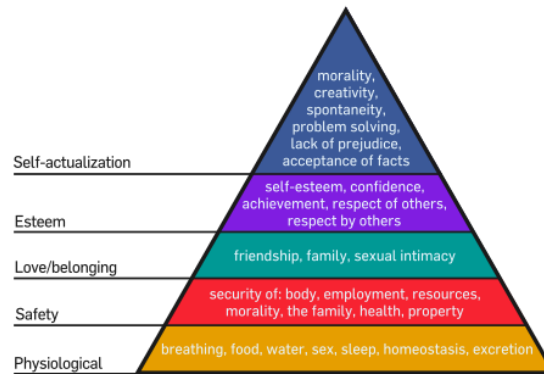 morality,
creativity,
spontaneity,
problem solving,
lack of prejudice,
acceptance of facts
Self-actualization
self-esteem, confidence,
achievement, respect of others,
respect by others
Esteem
friendship, family, sexual intimacy
Love/belonging
security of: body, employment, resources,
morality, the family, health, property
Safety
breathing, food, water, sex, sleep, homeostasis, excretion
Physiological